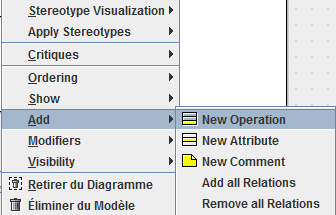 Stereotype Visualization
Apply Stereotypes
Critiques
Ordering
Show
Add
Modifiers
Visibility
Retirer du Diagramme
Éliminer du Modèle
New Operation
New Attribute
New Comment
Add all Relations
Remove all Relations